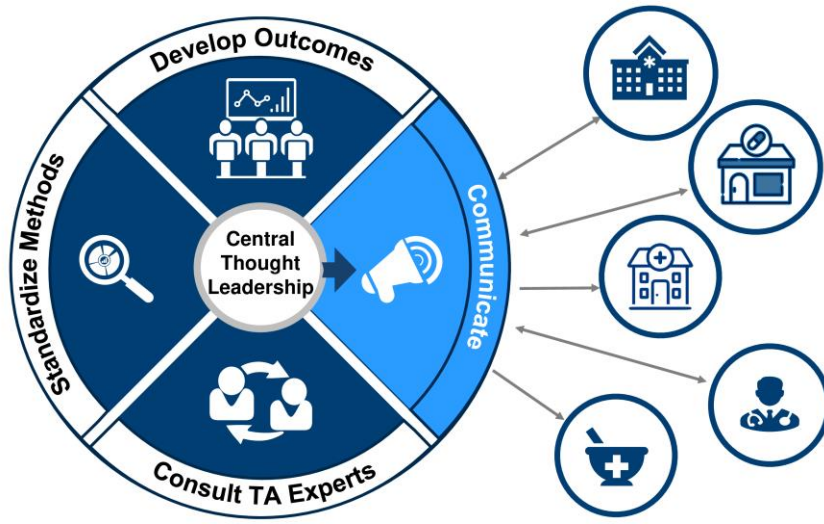 Develop Outcomes
Standardize Methods
Central
Thought
Leadership
Communicate
Consult TA Experts